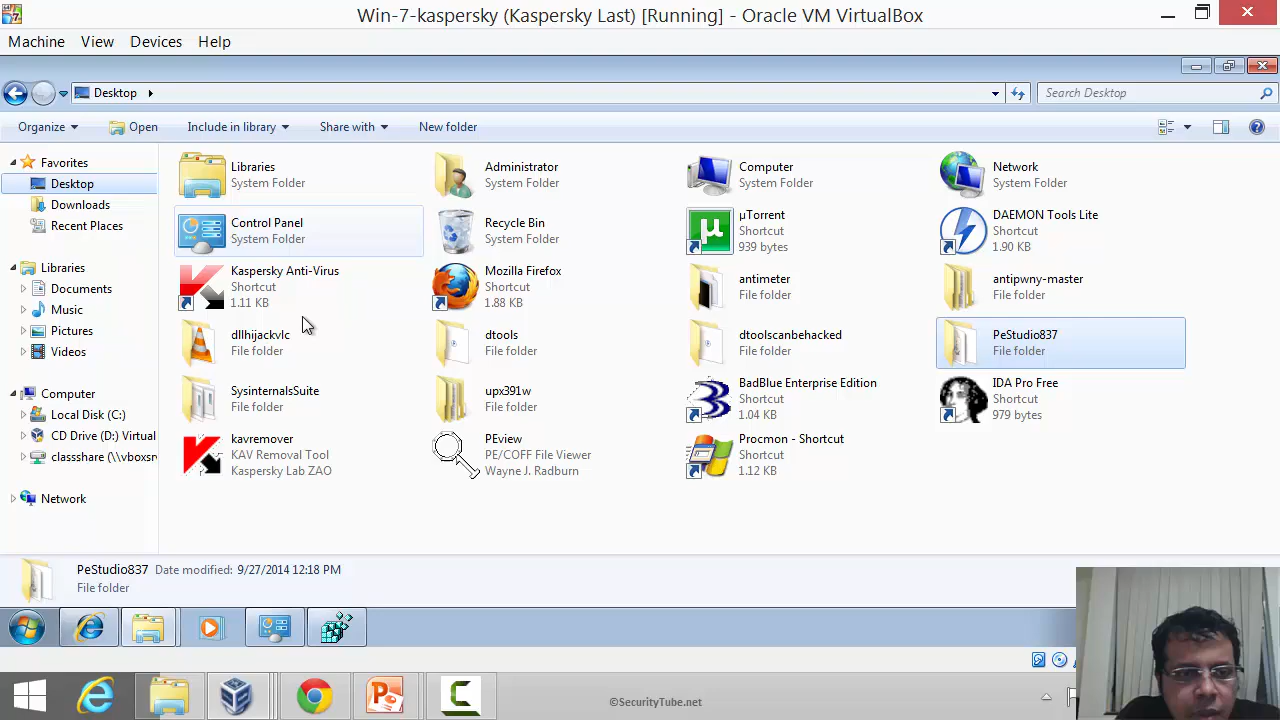 Win-7-kaspersky (Kaspersky Last) [Running] - Oracle VM VirtualBox
Machine View Devices Help
Desktop
Search Desktop
Organize Open Include in library Share with New folder
Favorites
Desktop
Downloads
Recent Places
Libraries
Documents
Music
Pictures
Videos
Computer
Local Disk (C:)
CD Drive (D:) Virtual
classshare (\\vboxsr
Network
Libraries
System Folder
Administrator
System Folder
Computer
System Folder
Network
System Folder
Control Panel
System Folder
Recycle Bin
System Folder
µTorrent
Shortcut
939 bytes
DAEMON Tools Lite
Shortcut
1.90 KB
Kaspersky Anti-Virus
Shortcut
1.11 KB
Mozilla Firefox
Shortcut
1.88 KB
antimeter
File folder
antipwny-master
File folder
dllhijackvlc
File folder
dtools
File folder
dtoolscanbehacked
File folder
PeStudio837
File folder
SysinternalsSuite
File folder
upx391w
File folder
BadBlue Enterprise Edition
Shortcut
1.04 KB
IDA Pro Free
Shortcut
979 bytes
kavremover
KAV Removal Tool
Kaspersky Lab ZAO
PEview
PE/COFF File Viewer
Wayne J. Radburn
Procmon - Shortcut
Shortcut
1.12 KB
PeStudio837 Date modified: 9/27/2014 12:18 PM
File folder
©SecurityTube.net